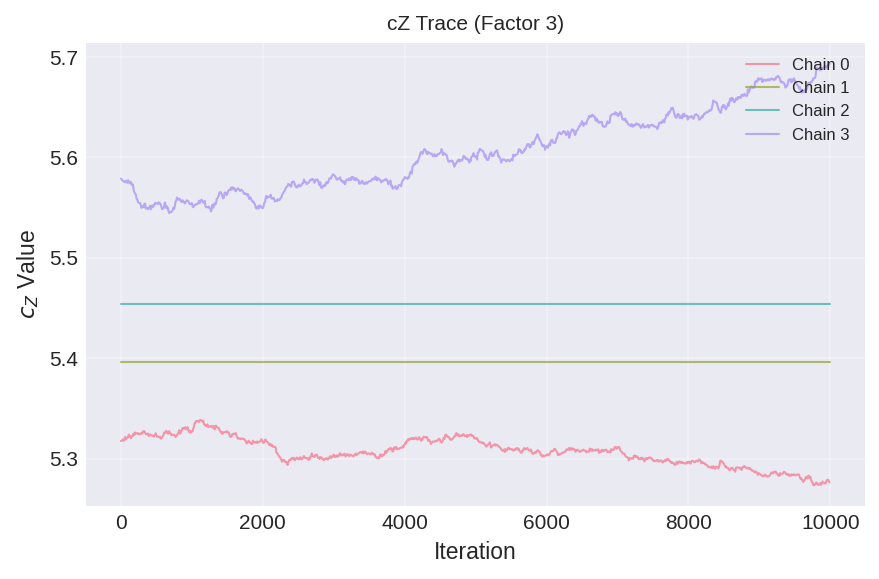 cZ Trace (Factor 3)
5.7
5.6
5.5
5.4
5.3
c_Z Value
Chain 0
Chain 1
Chain 2
Chain 3
0 2000 4000 6000 8000 10000
Iteration